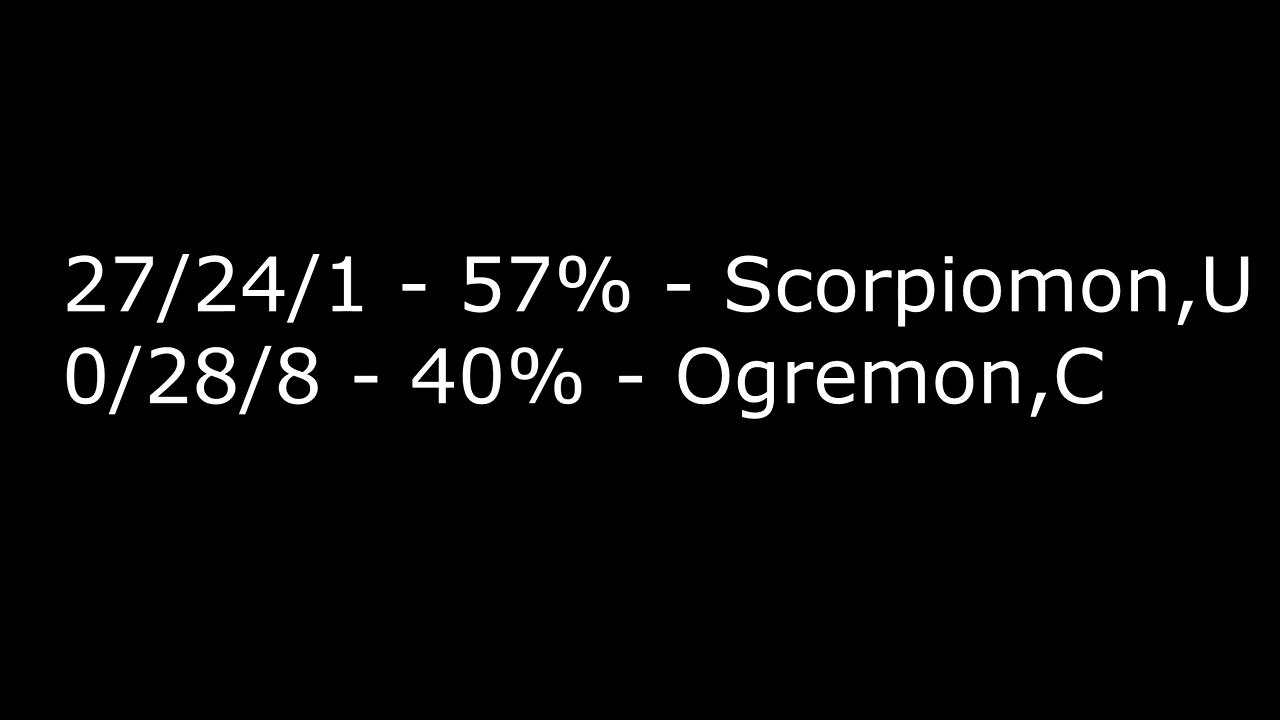 27/24/1 - 57% - Scorpiomon,U
0/28/8 - 40% - Ogremon,C